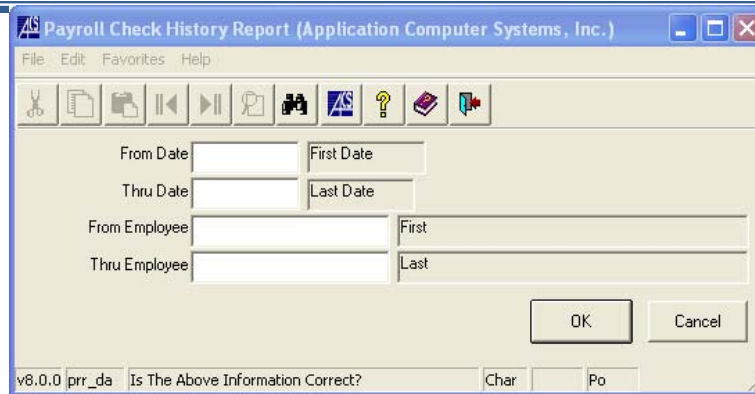 ACS Payroll Check History Report (Application Computer Systems, Inc.)
File Edit Favorites Help
ACS ?
From Date First Date
Thru Date Last Date
From Employee First
Thru Employee Last
OK Cancel
v8.0.0 prr_da Is The Above Information Correct? Char Po